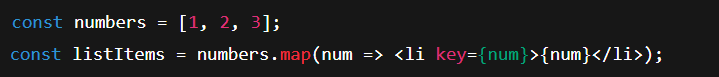 const numbers = [1, 2, 3];
const listItems = numbers.map(num => <li key={num}>{num}</li>);